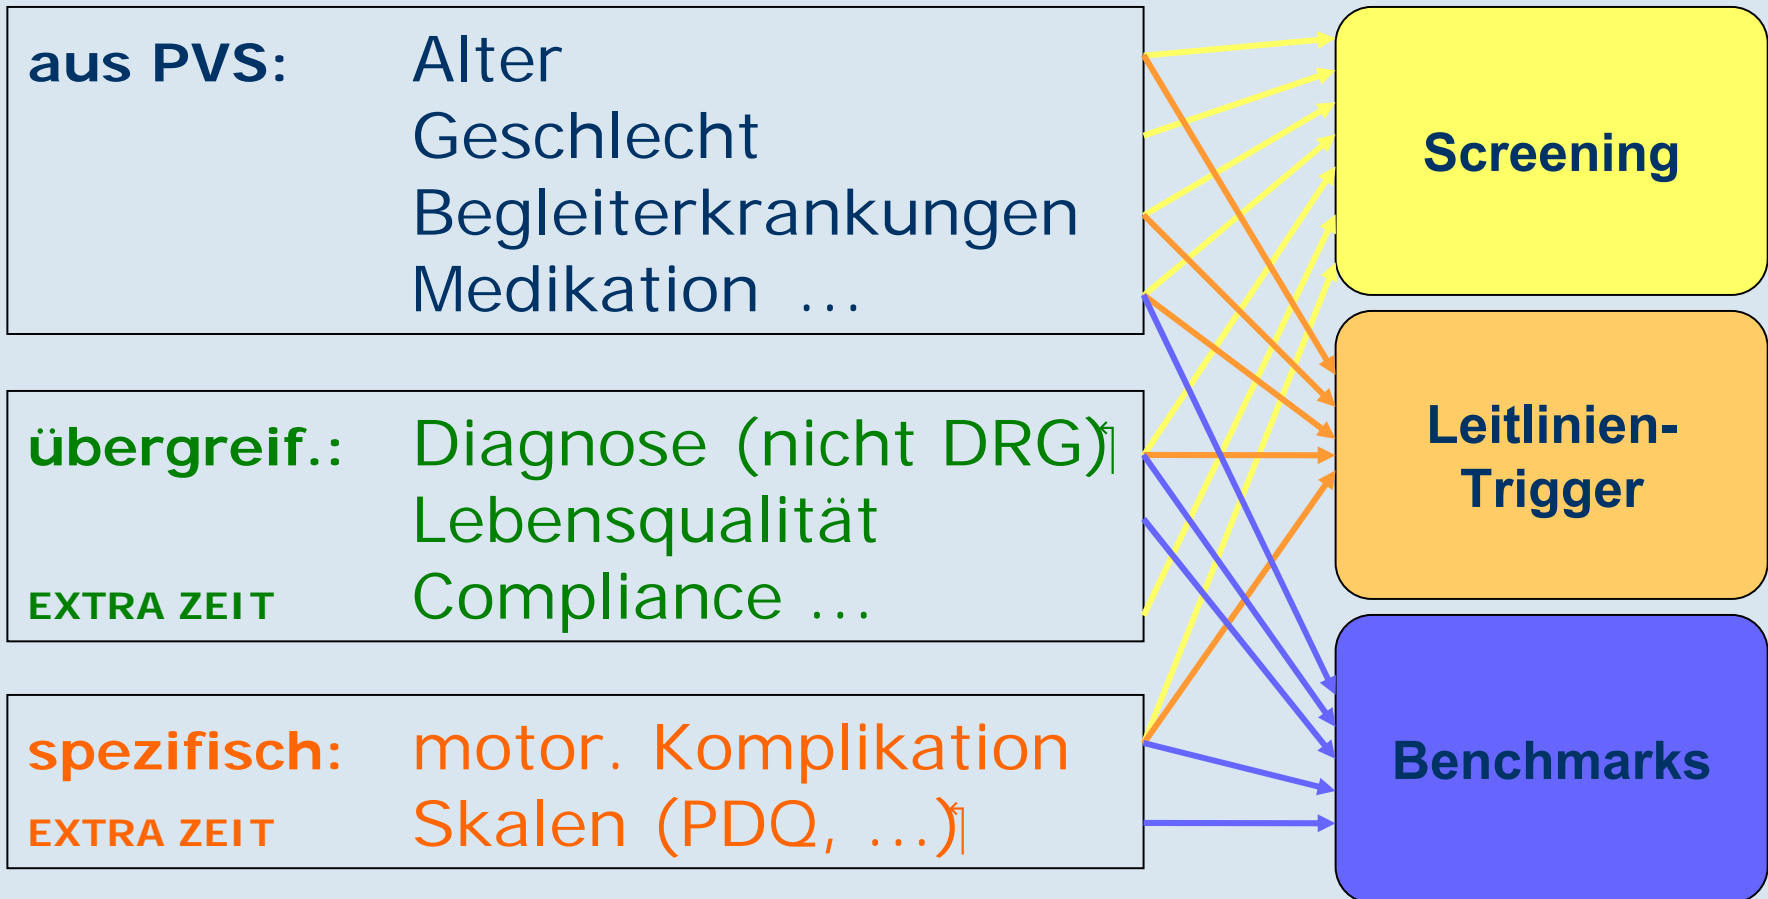 aus PVS: Alter
Geschlecht
Begleiterkrankungen
Medikation ...
übergreif.: Diagnose (nicht DRG)
Lebensqualität
EXTRA ZEIT Compliance ...
spezifisch: motor. Komplikation
EXTRA ZEIT Skalen (PDQ, ...)
Screening
Leitlinien-
Trigger
Benchmarks